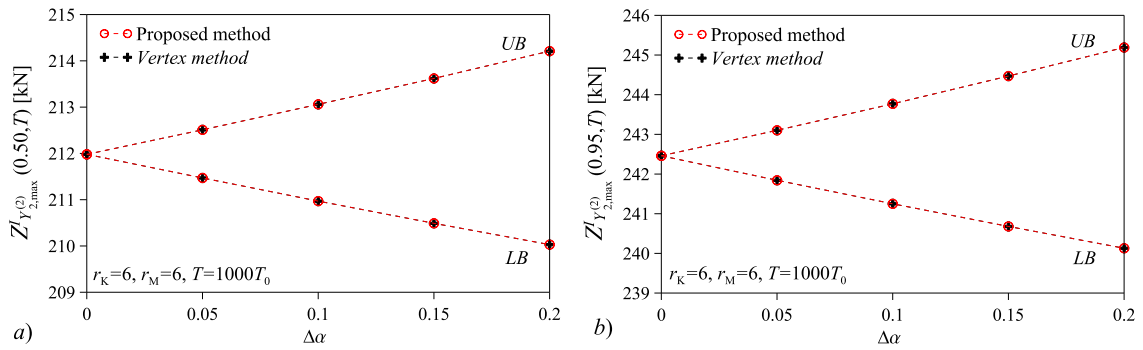 215
214
213
212
211
210
209
Z^I_{Y^{(2)}_{2,max}} (0.50,T) [kN]
Proposed method
Vertex method
UB
LB
r_K=6, r_M=6, T=1000T_0
0 0.05 0.1 0.15 0.2
Δα
a)
246
245
244
243
242
241
240
239
Z^I_{Y^{(2)}_{2,max}} (0.95,T) [kN]
Proposed method
Vertex method
UB
LB
r_K=6, r_M=6, T=1000T_0
0 0.05 0.1 0.15 0.2
Δα
b)